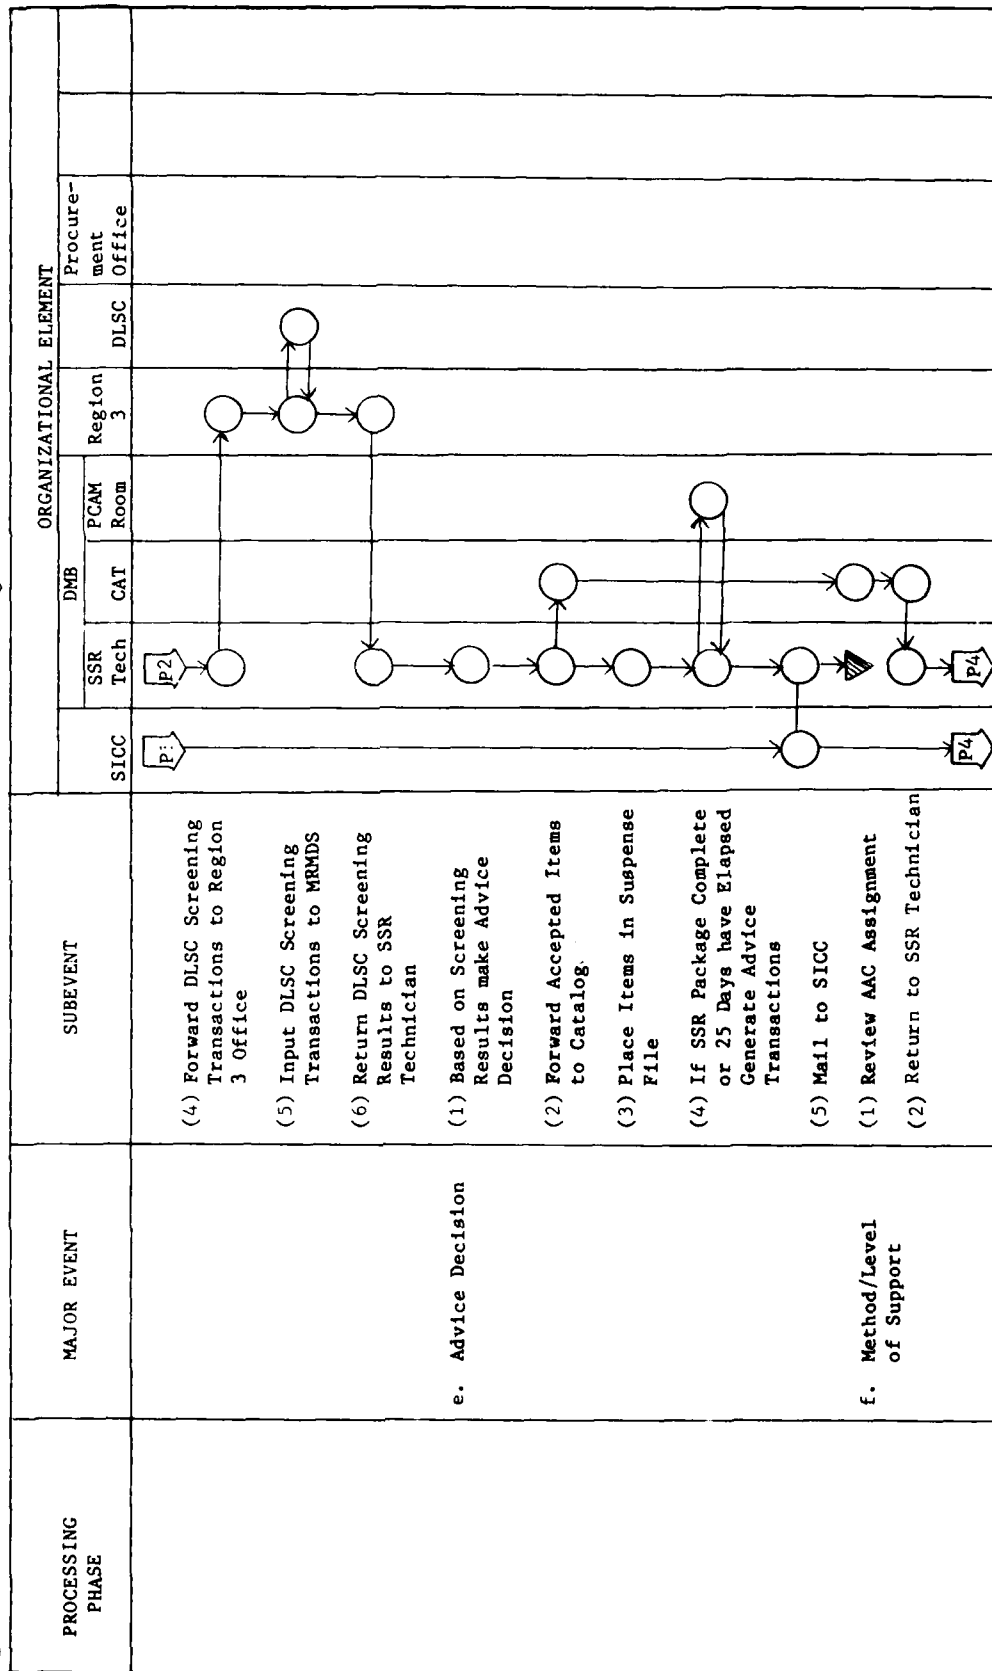 ORGANIZATIONAL ELEMENT
PROCESSING
PHASE
MAJOR EVENT
SUBEVENT
SICC
DMB
SSR
Tech
CAT
PCAM
Room
Region
3
DLSC
Procure-
ment
Office
P2
(4) Forward DLSC Screening
Transactions to Region
3 Office
(5) Input DLSC Screening
Transactions to MRMDS
(6) Return DLSC Screening
Results to SSR
Technician
e. Advice Decision
(1) Based on Screening
Results make Advice
Decision
(2) Forward Accepted Items
to Catalog.
(3) Place Items in Suspense
File
(4) If SSR Package Complete
or 25 Days have Elapsed
Generate Advice
Transactions
(5) Mail to SICC
f. Method/Level
of Support
(1) Review AAC Assignment
(2) Return to SSR Technician
P4
P4